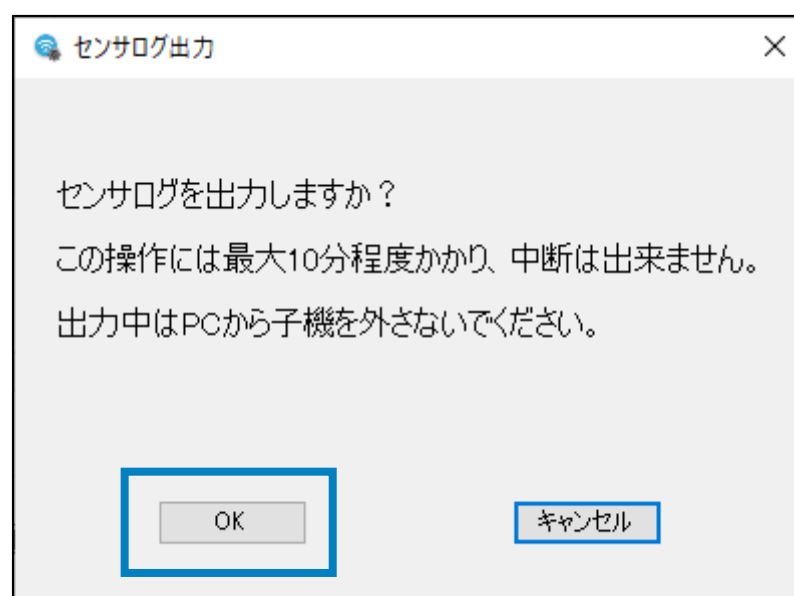 センサログ出力
センサログを出力しますか？
この操作には最大10分程度かかり、中断は出来ません。
出力中はPCから子機を外さないでください。
OK
キャンセル